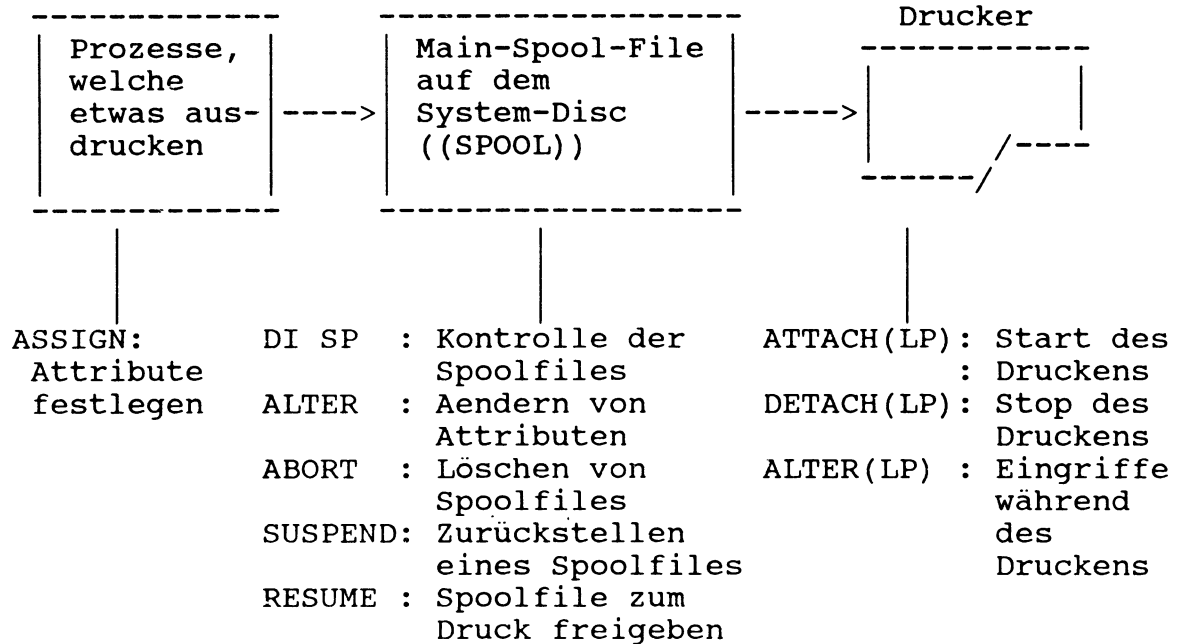 Drucker
Prozesse,
welche
etwas aus-
drucken
Main-Spool-File
auf dem
System-Disc
((SPOOL))
ASSIGN:
Attribute
festlegen
DI SP : Kontrolle der
Spoolfiles
ALTER : Aendern von
Attributen
ABORT : Löschen von
Spoolfiles
SUSPEND: Zurückstellen
eines Spoolfiles
RESUME : Spoolfile zum
Druck freigeben
ATTACH(LP): Start des
: Druckens
DETACH(LP): Stop des
Druckens
ALTER(LP) : Eingriffe
während
des
Druckens